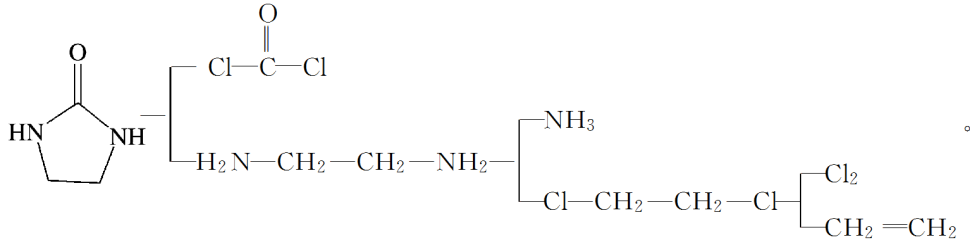 O
O
Cl—C—Cl
HN NH
NH₃
H₂N—CH₂—CH₂—NH₂
。
Cl₂
Cl—CH₂—CH₂—Cl
CH₂=CH₂